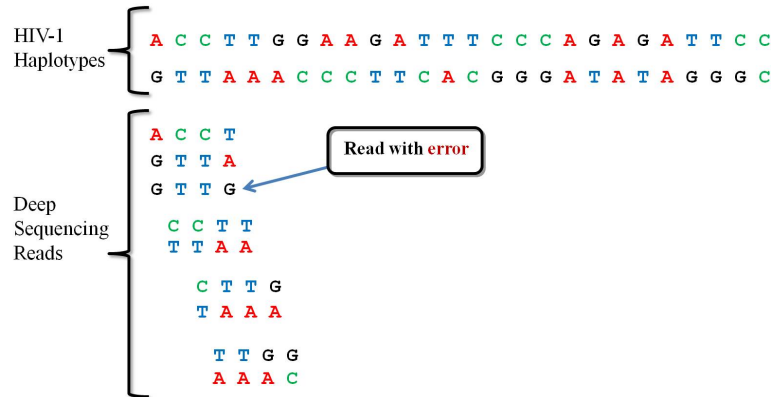 HIV-1
Haplotypes
A C C T T G G A A G A T T T C C C A G A G A T T C C
G T T A A A C C C T T C A C G G G A T A T A G G G C
Deep
Sequencing
Reads
A C C T
G T T A
G T T G
Read with error
C C T T
T T A A
C T T G
T A A A
T T G G
A A A C